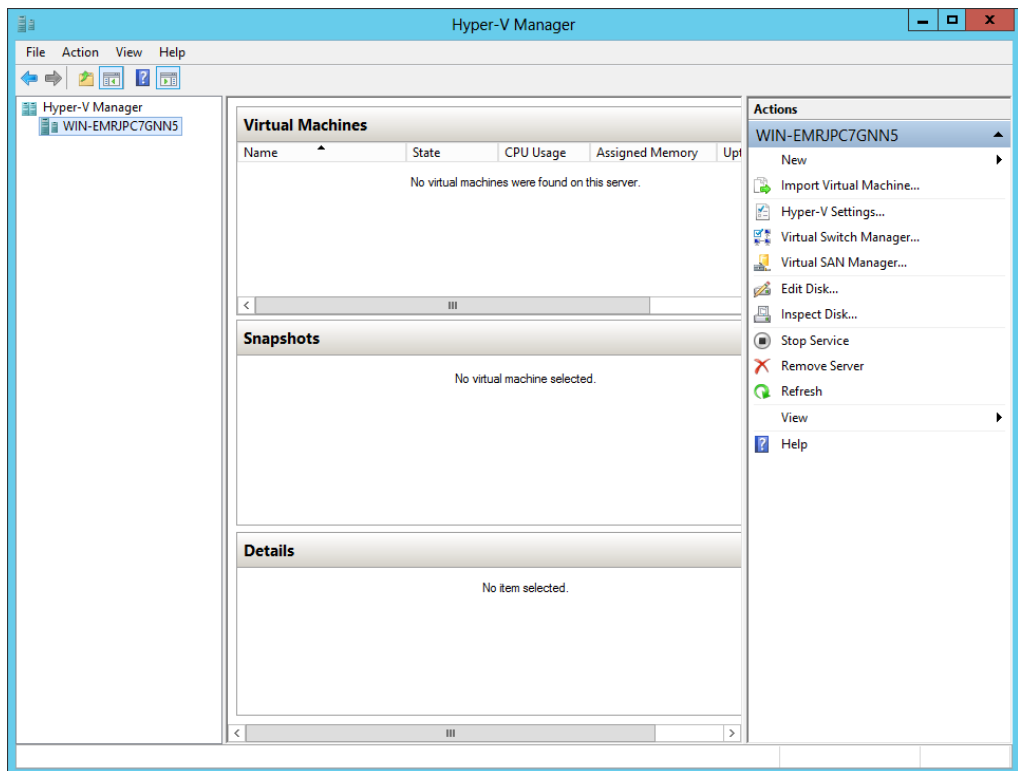 Hyper-V Manager
File Action View Help
Hyper-V Manager
WIN-EMRJPC7GNN5
Virtual Machines
Name State CPU Usage Assigned Memory Upt
No virtual machines were found on this server.
Snapshots
No virtual machine selected.
Details
No item selected.
Actions
WIN-EMRJPC7GNN5
New
Import Virtual Machine...
Hyper-V Settings...
Virtual Switch Manager...
Virtual SAN Manager...
Edit Disk...
Inspect Disk...
Stop Service
Remove Server
Refresh
View
Help